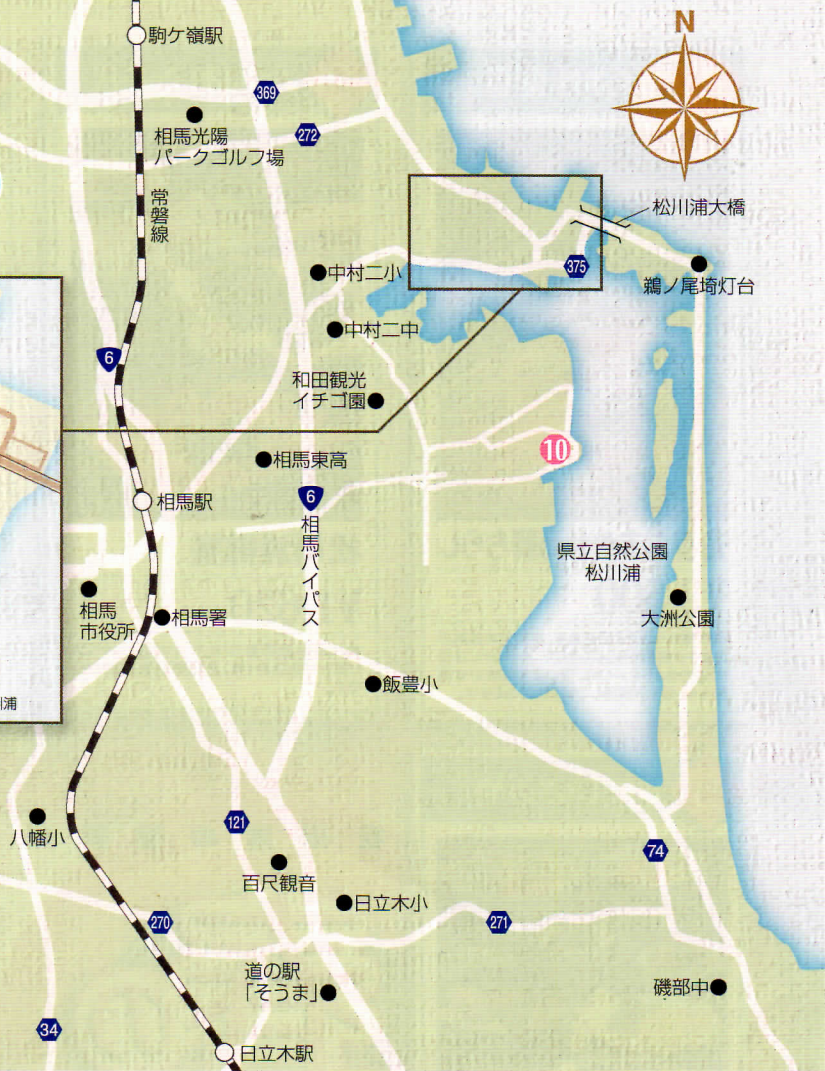 N
駒ケ嶺駅
369
相馬光陽
パークゴルフ場
272
常磐線
松川浦大橋
375
鵜ノ尾埼灯台
中村二小
中村二中
6
和田観光
イチゴ園
10
相馬東高
相馬駅
6
相馬バイパス
県立自然公園
松川浦
大洲公園
相馬
市役所
相馬署
飯豊小
浦
八幡小
121
74
百尺観音
日立木小
270
271
道の駅
「そうま」
磯部中
34
日立木駅